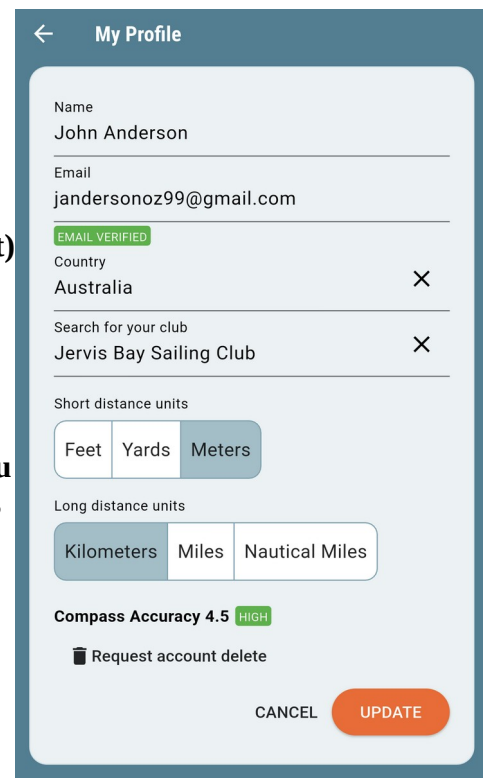 My Profile
Name
John Anderson
Email
jandersonoz99@gmail.com
EMAIL VERIFIED
t)
Country
Australia
Search for your club
Jervis Bay Sailing Club
Short distance units
Feet Yards Meters
u
Long distance units
Kilometers Miles Nautical Miles
Compass Accuracy 4.5 HIGH
Request account delete
CANCEL UPDATE